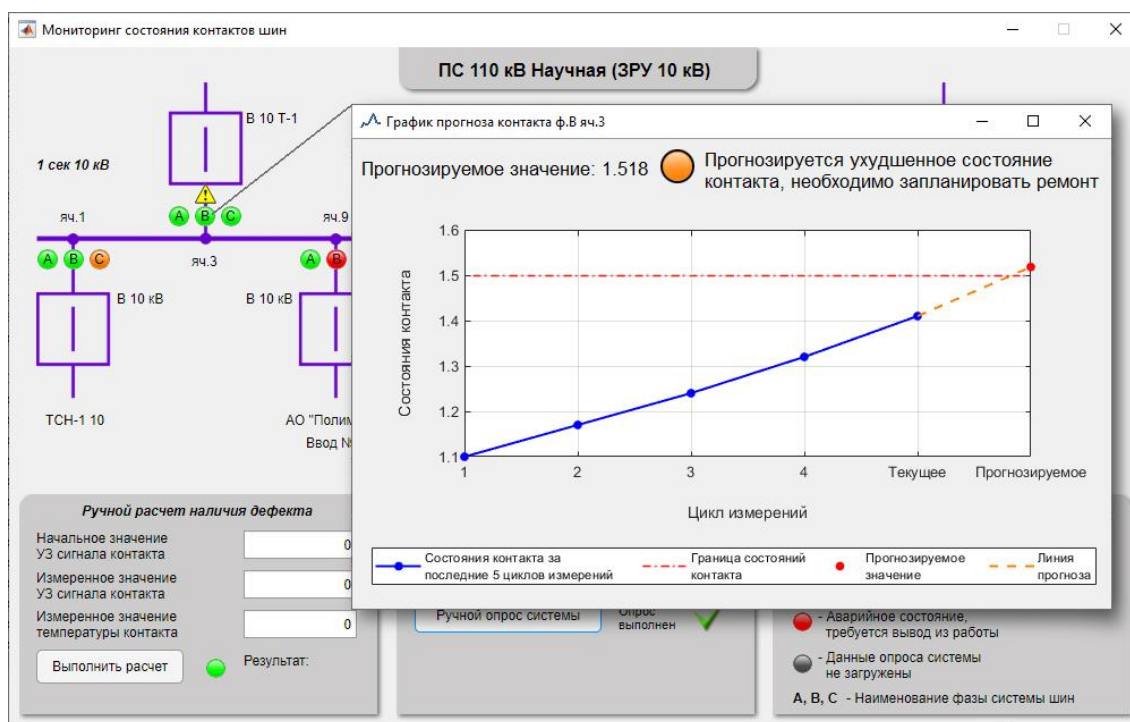 Мониторинг состояния контактов шин
ПС 110 кВ Научная (ЗРУ 10 кВ)
В 10 Т-1
1 сек 10 кВ
A
B
C
яч.1
яч.3
яч.9
A
B
C
A
B
В 10 кВ
В 10 кВ
ТСН-1 10
АО
Ввод
График прогноза контакта ф.В яч.3
Прогнозируемое значение: 1.518
Прогнозируется ухудшенное состояние
контакта, необходимо запланировать ремонт
1.6
1.5
1.4
1.3
1.2
1.1
Состояния контакта
1
2
3
4
Текущее
Прогнозируемое
Цикл измерений
Состояния контакта за
последние 5 циклов измерений
Граница состояний
контакта
Прогнозируемое
значение
Линия
прогноза
Ручной расчет наличия дефекта
Начальное значение
УЗ сигнала контакта
0
Измеренное значение
УЗ сигнала контакта
0
Измеренное значение
температуры контакта
0
Выполнить расчет
Результат:
Ручной опрос системы
Опрос
выполнен
- Аварийное состояние,
требуется вывод из работы
- Данные опроса системы
не загружены
A, B, C - Наименование фазы системы шин